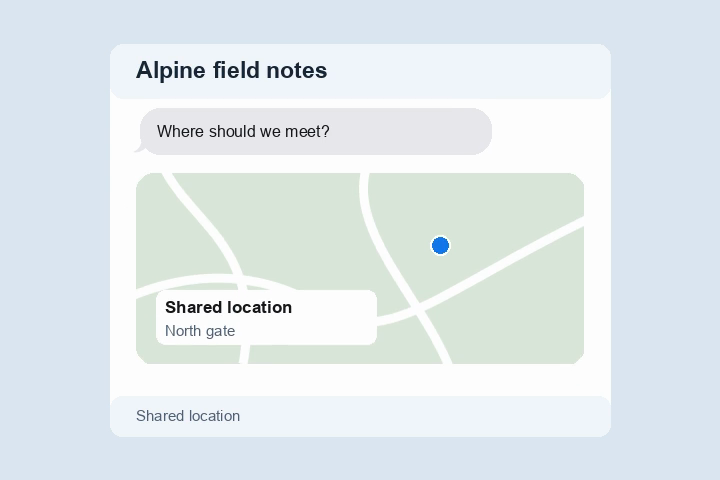 Alpine field notes
Where should we meet?
Shared location
North gate
Shared location